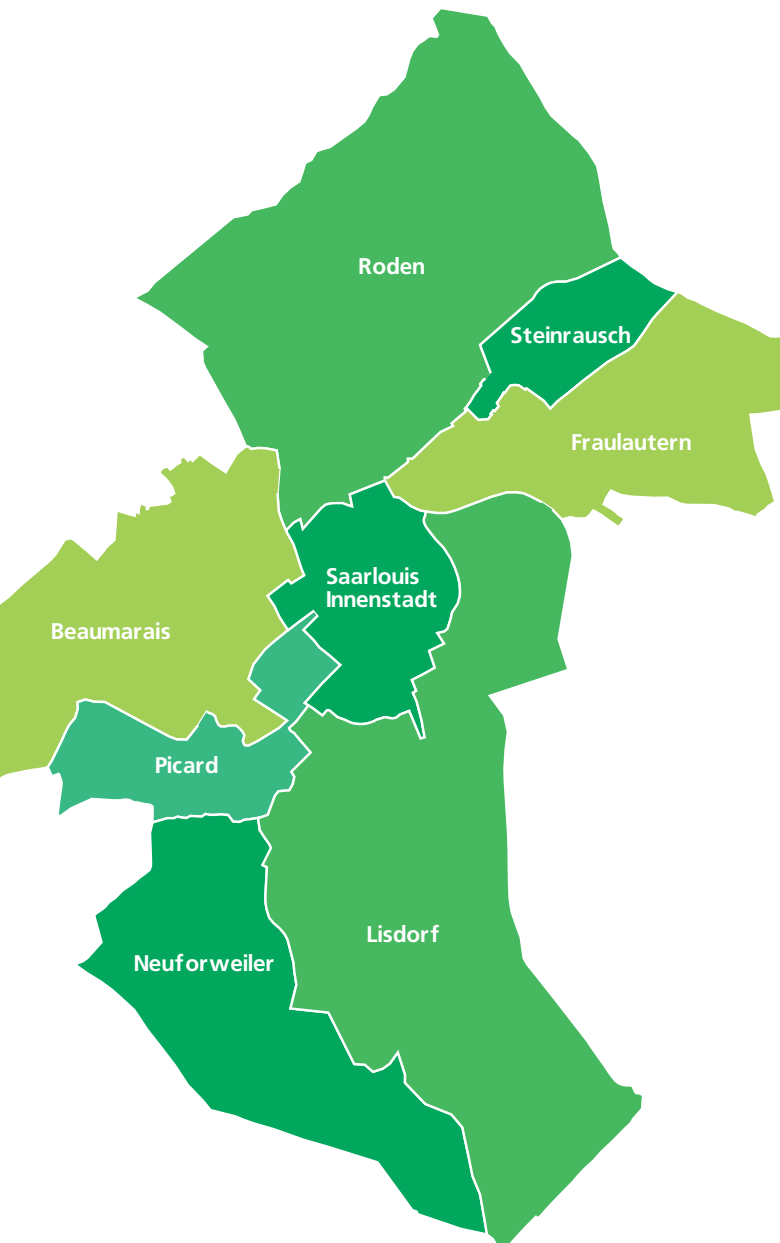 Roden
Steinrausch
Fraulautern
Saarlouis
Innenstadt
Beaumarais
Picard
Lisdorf
Neuforweiler